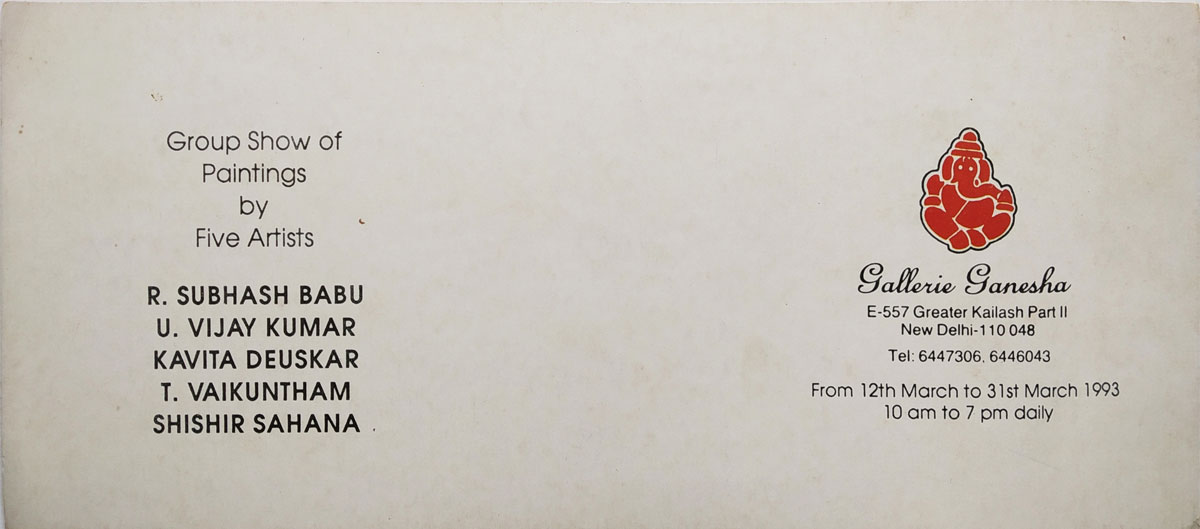 Group Show of
Paintings
by
Five Artists
R. SUBHASH BABU
U. VIJAY KUMAR
KAVITA DEUSKAR
T. VAIKUNTHAM
SHISHIR SAHANA
Gallerie Ganesha
E-557 Greater Kailash Part II
New Delhi-110 048
Tel: 6447306, 6446043
From 12th March to 31st March 1993
10 am to 7 pm daily